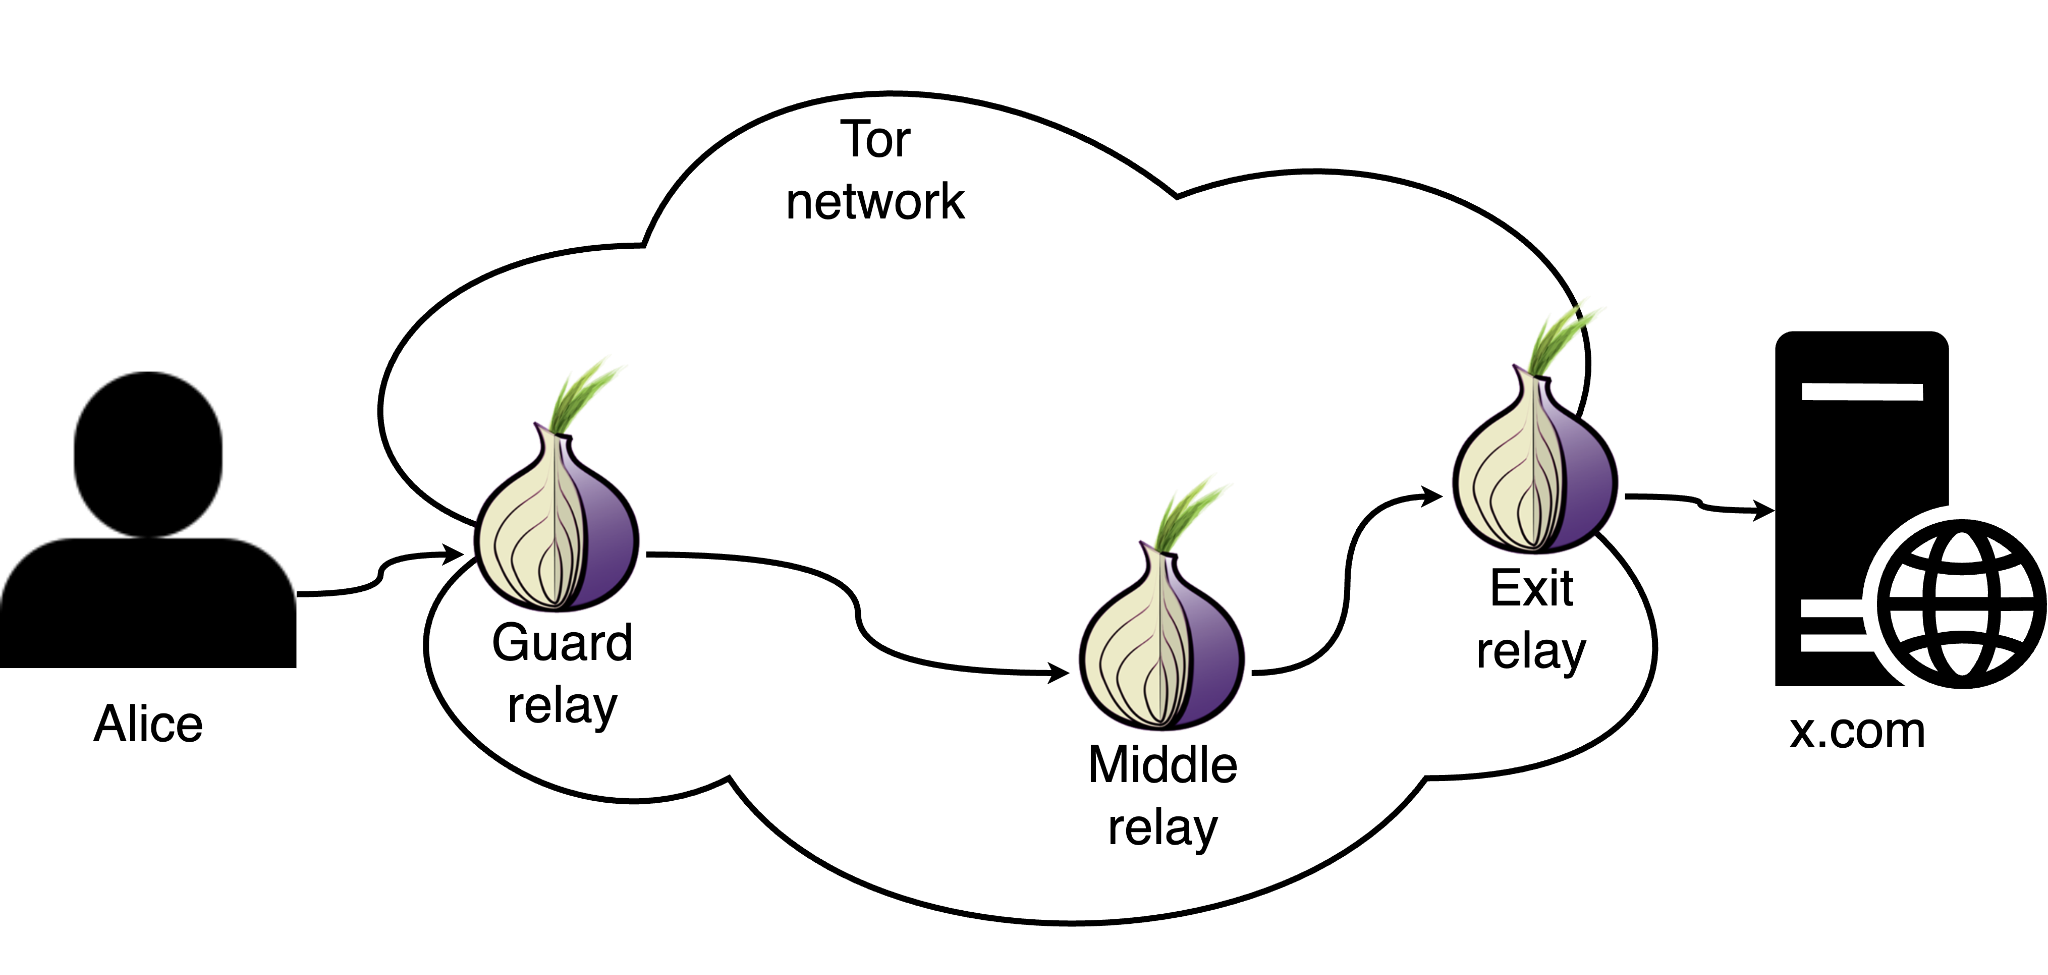 Tor
network
Alice
Guard
relay
Middle
relay
Exit
relay
x.com